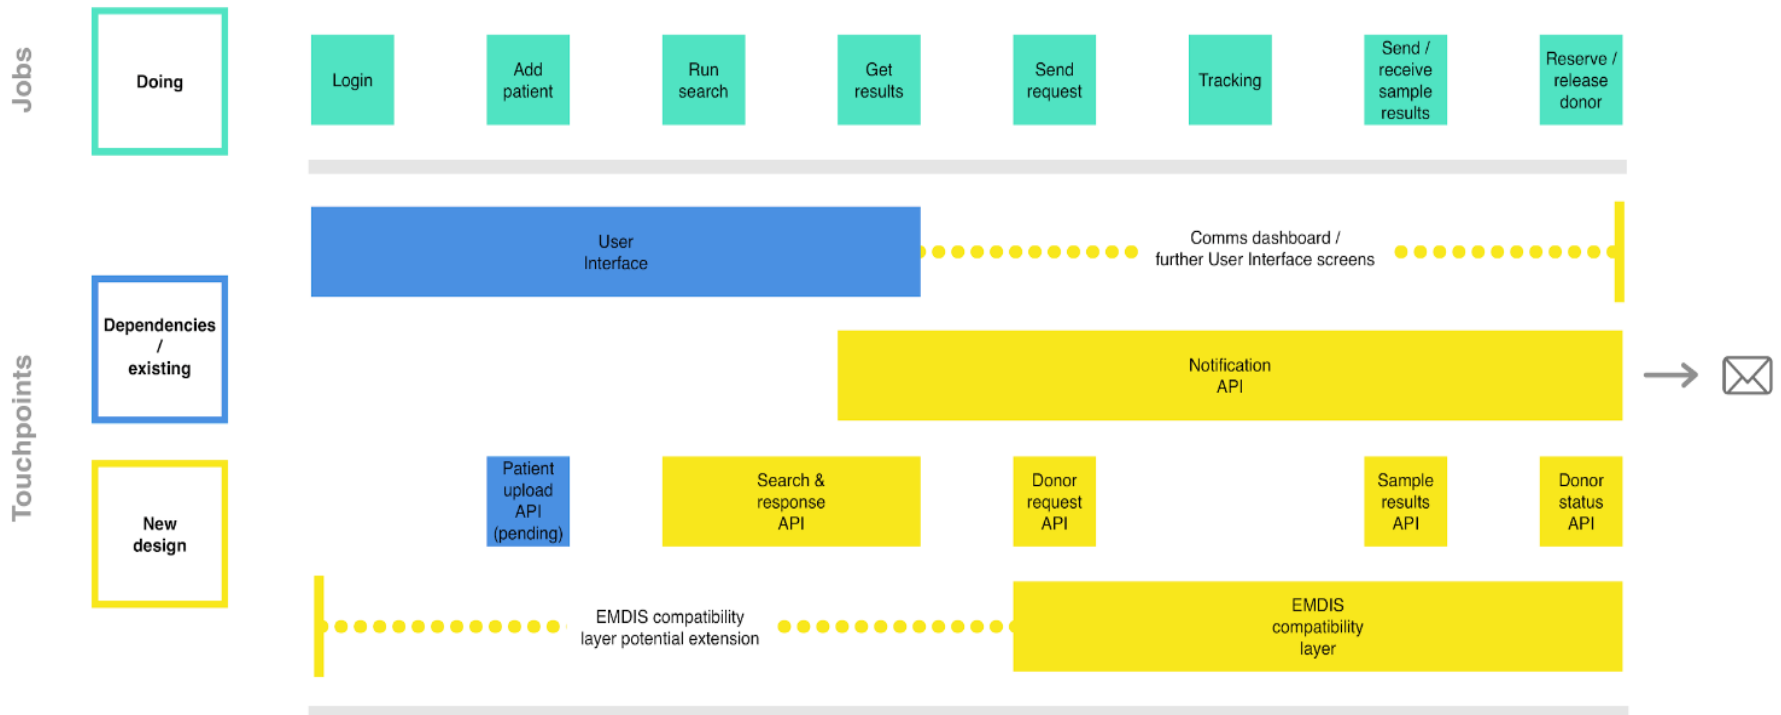 Jobs
Doing
Login
Add
patient
Run
search
Get
results
Send
request
Tracking
Send /
receive
sample
results
Reserve /
release
donor
Touchpoints
Dependencies
/
existing
New
design
User
Interface
Comms dashboard /
further User Interface screens
Notification
API
Patient
upload
API
(pending)
Search &
response
API
Donor
request
API
Sample
results
API
Donor
status
API
EMDIS compatibility
layer potential extension
EMDIS
compatibility
layer